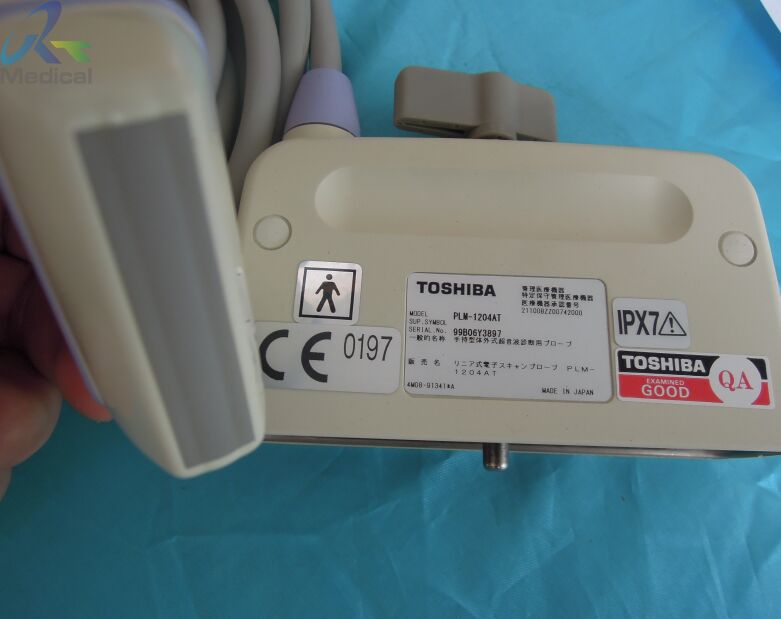 URT
Medical
TOSHIBA
管理医療機器
特定保守管理医療機器
医療機器承認番号
21100BZZ00742000
MODEL PLM-1204AT
SUP.SYMBOL
SERIAL.No. 99B06Y3897
一般的名称 手持型体外式超音波診断用プローブ
販売名 リニア式電子スキャンプローブ PLM-
1204AT
4M08-91341*A
MADE IN JAPAN
CE 0197
IPX7
TOSHIBA
EXAMINED
GOOD
QA